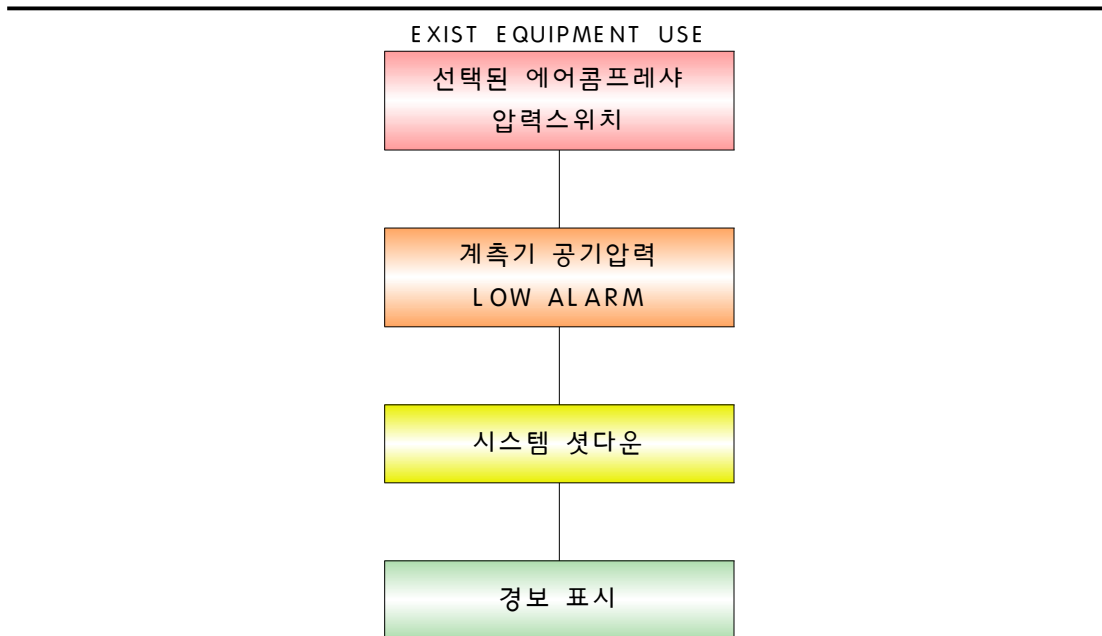 EXIST EQUIPMENT USE
선택된 에어콤프레샤
압력스위치
계측기 공기압력
LOW ALARM
시스템 셧다운
경보 표시